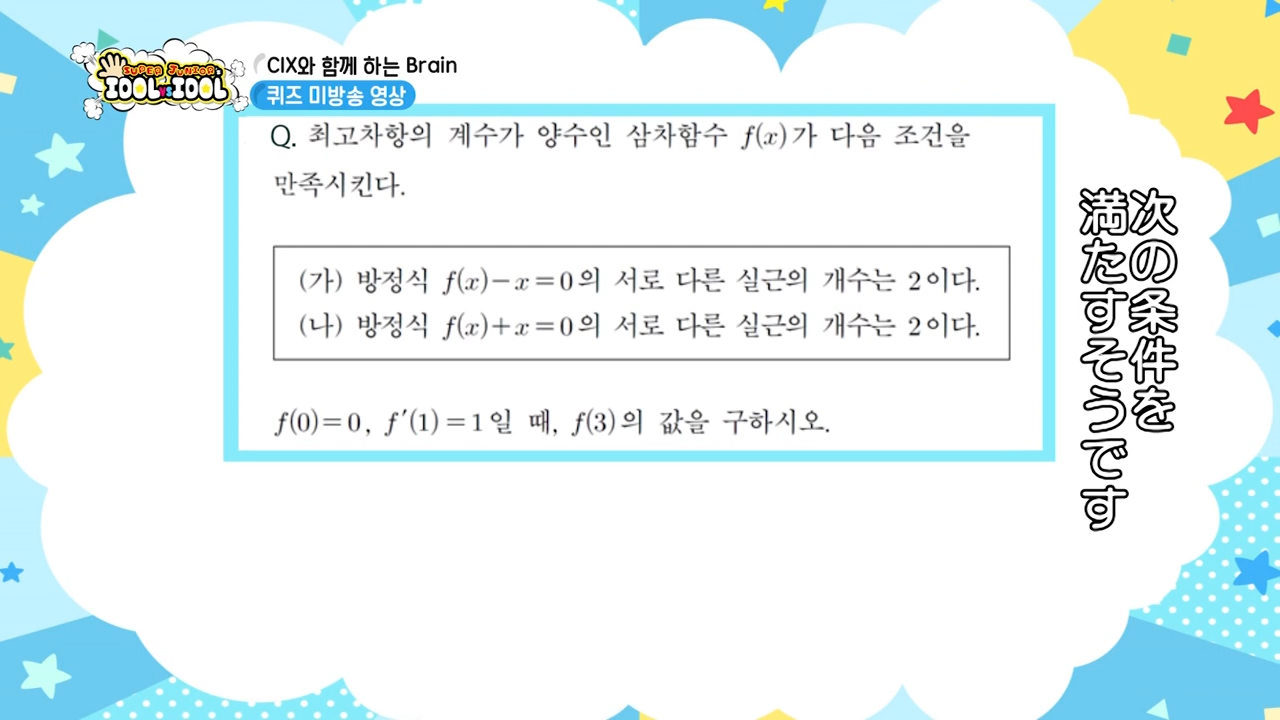 SUPER JUNIOR's
IDOL vs IDOL
CIX와 함께 하는 Brain
퀴즈 미방송 영상
Q. 최고차항의 계수가 양수인 삼차함수 f(x)가 다음 조건을
만족시킨다.
(가) 방정식 f(x)-x=0의 서로 다른 실근의 개수는 2이다.
(나) 방정식 f(x)+x=0의 서로 다른 실근의 개수는 2이다.
f(0)=0, f′(1)=1일 때, f(3)의 값을 구하시오.
次の条件を
満たすそうです